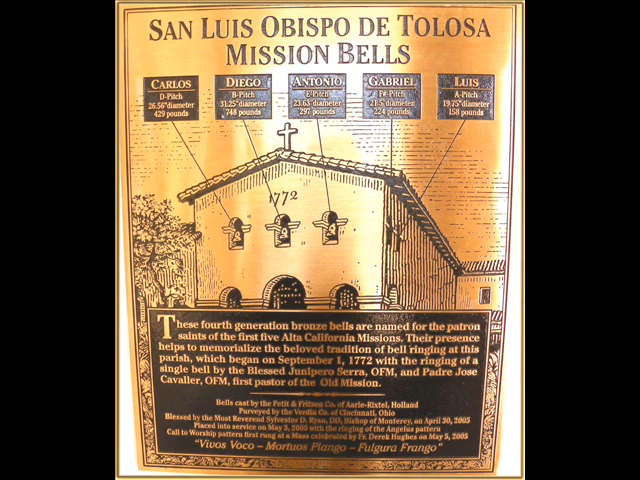 SAN LUIS OBISPO DE TOLOSA
MISSION BELLS
CARLOS
D-Pitch
26.56"diameter
429 pounds
DIEGO
B-Pitch
31.25"diameter
748 pounds
ANTOÑIO
E-Pitch
23.63"diameter
297 pounds
GABRIEL
F#-Pitch
21.5"diameter
224 pounds
LUIS
A-Pitch
19.75"diameter
158 pounds
1772
These fourth generation bronze bells are named for the patron
saints of the first five Alta California Missions. Their presence
helps to memorialize the beloved tradition of bell ringing at this
parish, which began on September 1, 1772 with the ringing of a
single bell by the Blessed Junipero Serra, OFM, and Padre Jose
Cavaller, OFM, first pastor of the Old Mission.
Bells cast by the Petit & Fritsen Co. of Aarle-Rixtel, Holland
Purveyed by the Verdin Co. of Cincinnati, Ohio
Blessed by the Most Reverend Sylvester D. Ryan, DD, Bishop of Monterey, on April 30, 2005
Placed into service on May 3, 2005 with the ringing of the Angelus pattern
Call to Worship pattern first rung at a Mass celebrated by Fr. Derek Hughes on May 5, 2005
"Vivos Voco – Mortuos Plango – Fulgura Frango"